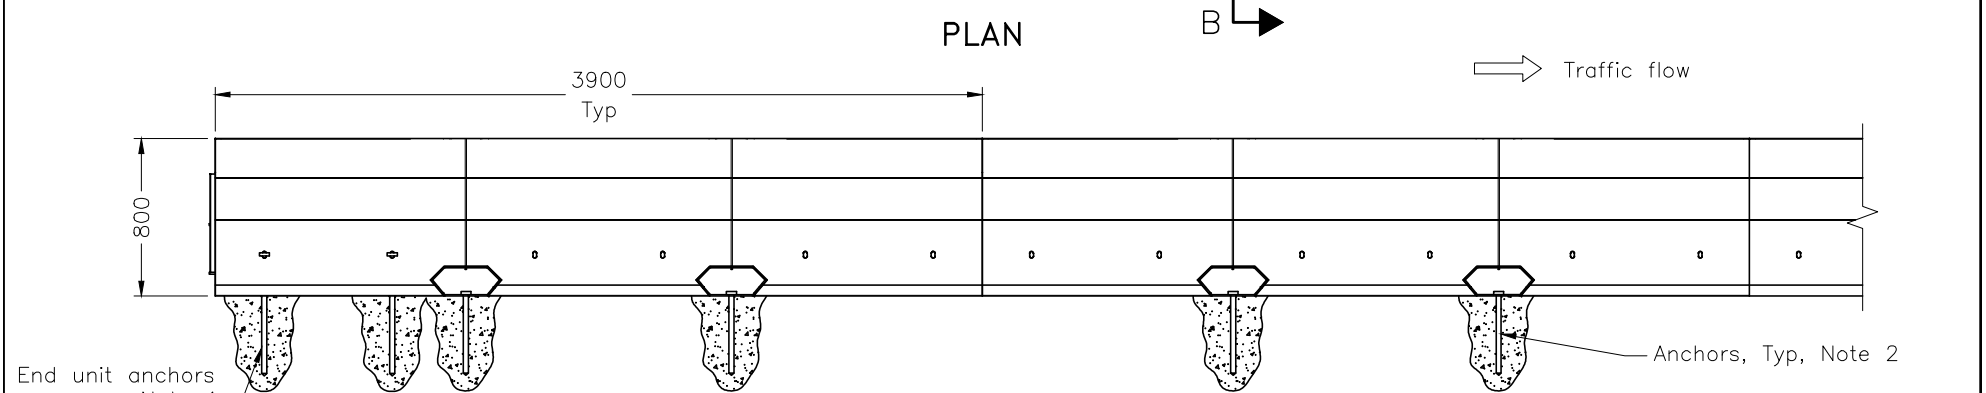 PLAN
B
Traffic flow
3900
Typ
800
Anchors, Typ, Note 2
End unit anchors